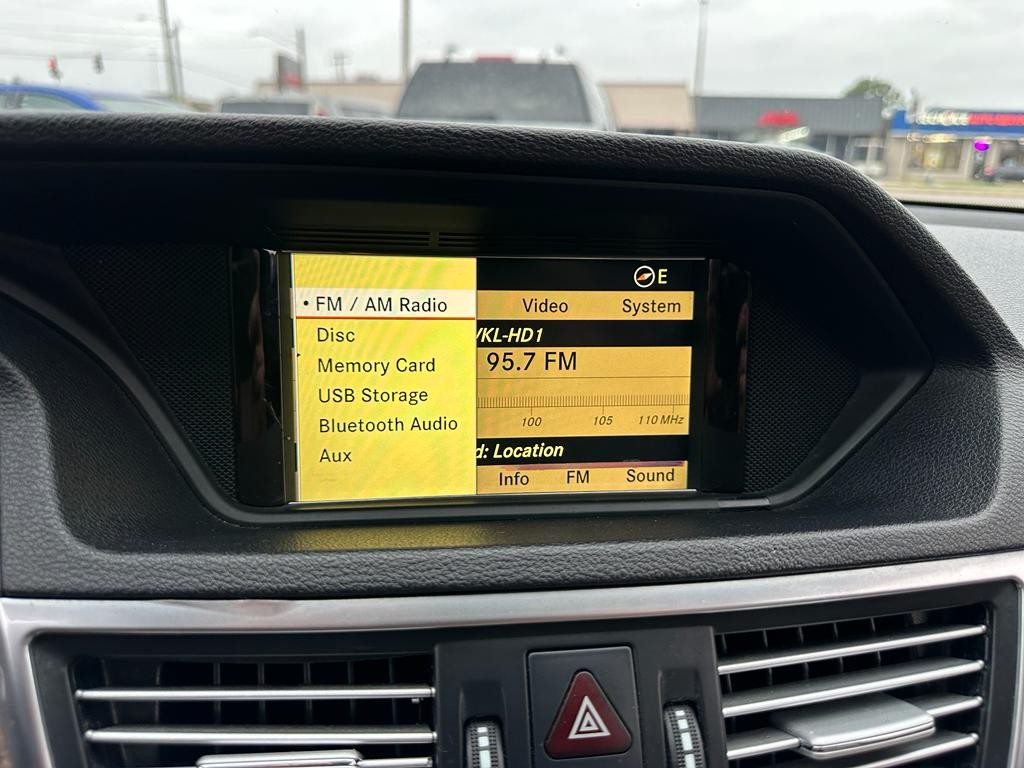 E
• FM / AM Radio
Video System
Disc
KL-HD1
Memory Card
95.7 FM
USB Storage
100 105 110 MHz
Bluetooth Audio
d: Location
Aux
Info FM Sound